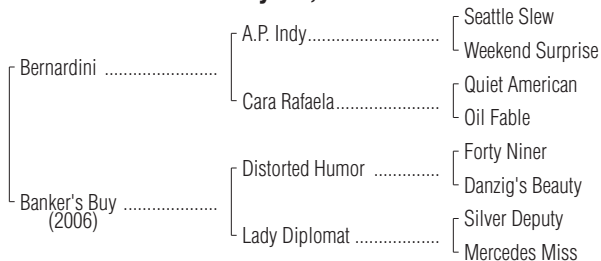 Seattle Slew
A.P. Indy
Weekend Surprise
Bernardini
Quiet American
Cara Rafaela
Oil Fable
Forty Niner
Distorted Humor
Danzig's Beauty
Banker's Buy
(2006)
Silver Deputy
Lady Diplomat
Mercedes Miss